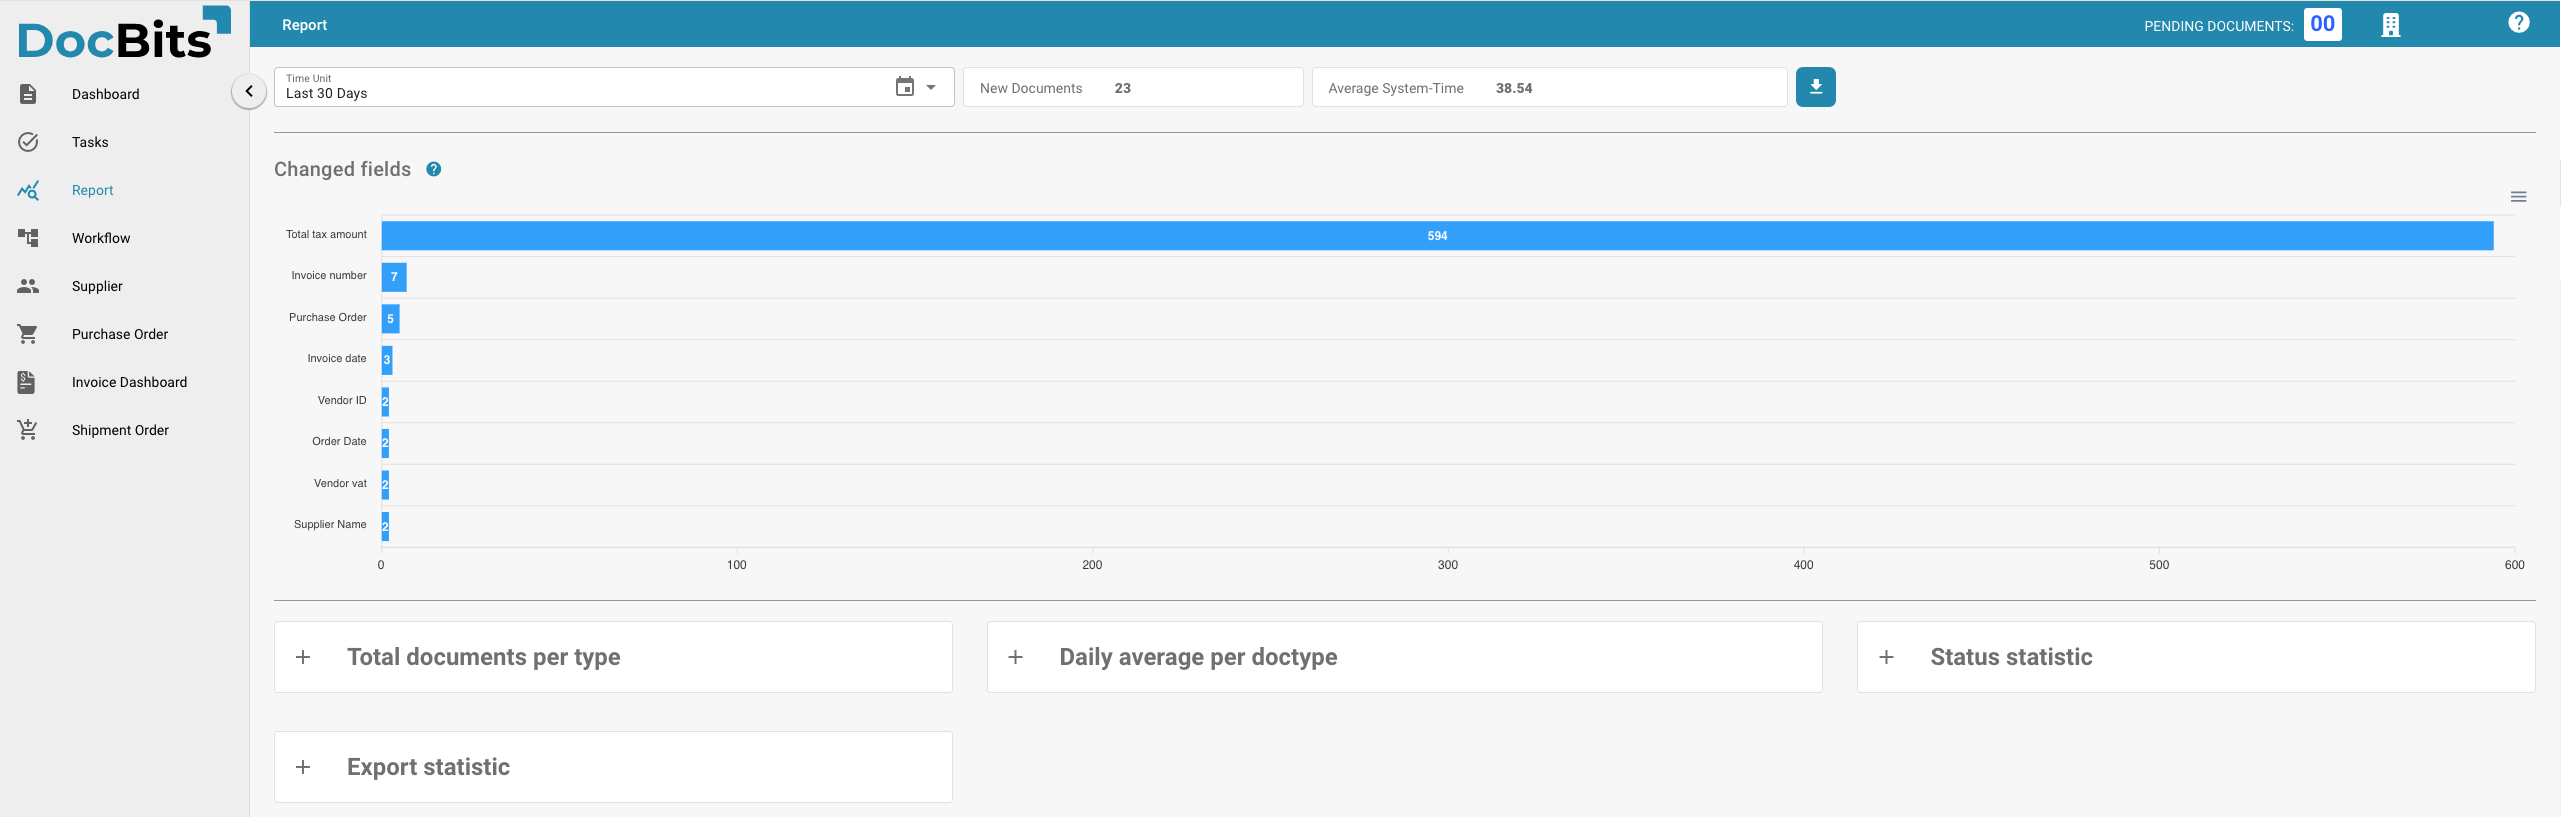 DocBits
Report
PENDING DOCUMENTS: 00
Dashboard
Tasks
Report
Workflow
Supplier
Purchase Order
Invoice Dashboard
Shipment Order
Time Unit
Last 30 Days
New Documents 23
Average System-Time 38.54
Changed fields
Total tax amount 594
Invoice number 7
Purchase Order 5
Invoice date 3
Vendor ID 2
Order Date 2
Vendor vat 2
Supplier Name 2
0 100 200 300 400 500 600
Total documents per type
Daily average per doctype
Status statistic
Export statistic